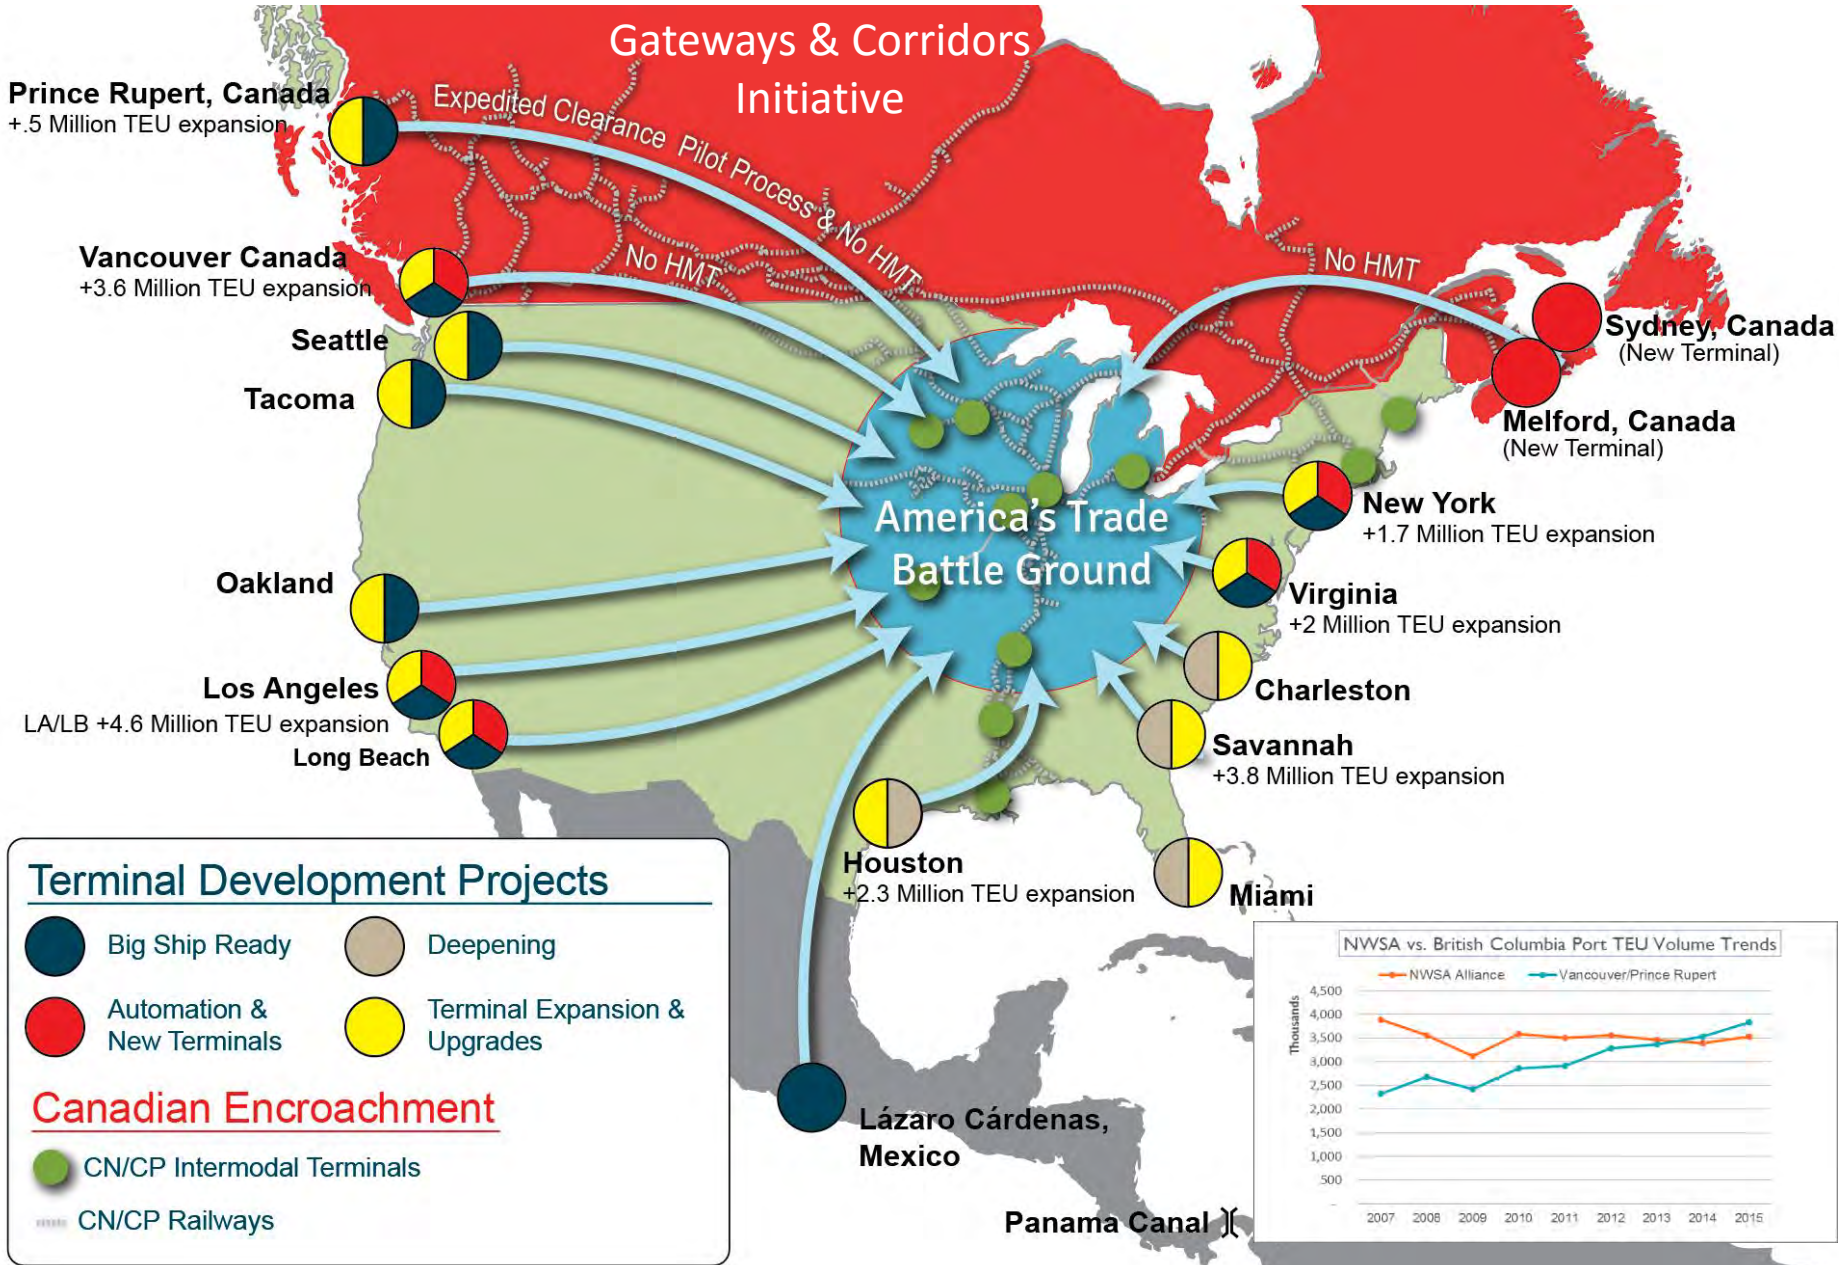 Gateways & Corridors
Initiative
Prince Rupert, Canada
+.5 Million TEU expansion
Expedited Clearance Pilot Process & No HMT
Vancouver Canada
+3.6 Million TEU expansion
No HMT
No HMT
Seattle
Tacoma
Sydney, Canada
(New Terminal)
Melford, Canada
(New Terminal)
America's Trade
Battle Ground
New York
+1.7 Million TEU expansion
Oakland
Virginia
+2 Million TEU expansion
Los Angeles
LA/LB +4.6 Million TEU expansion
Long Beach
Charleston
Savannah
+3.8 Million TEU expansion
Houston
+2.3 Million TEU expansion
Miami
Terminal Development Projects
Big Ship Ready
Deepening
Automation &
New Terminals
Terminal Expansion &
Upgrades
Canadian Encroachment
CN/CP Intermodal Terminals
CN/CP Railways
Lázaro Cárdenas,
Mexico
Panama Canal
NWSA vs. British Columbia Port TEU Volume Trends
NWSA Alliance
Vancouver/Prince Rupert
Thousands
4,500
4,000
3,500
3,000
2,500
2,000
1,500
1,000
500
-
2007 2008 2009 2010 2011 2012 2013 2014 2015